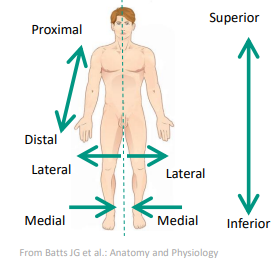 Superior
Proximal
Distal
Lateral
Lateral
Medial
Medial
Inferior
From Batts JG et al.: Anatomy and Physiology